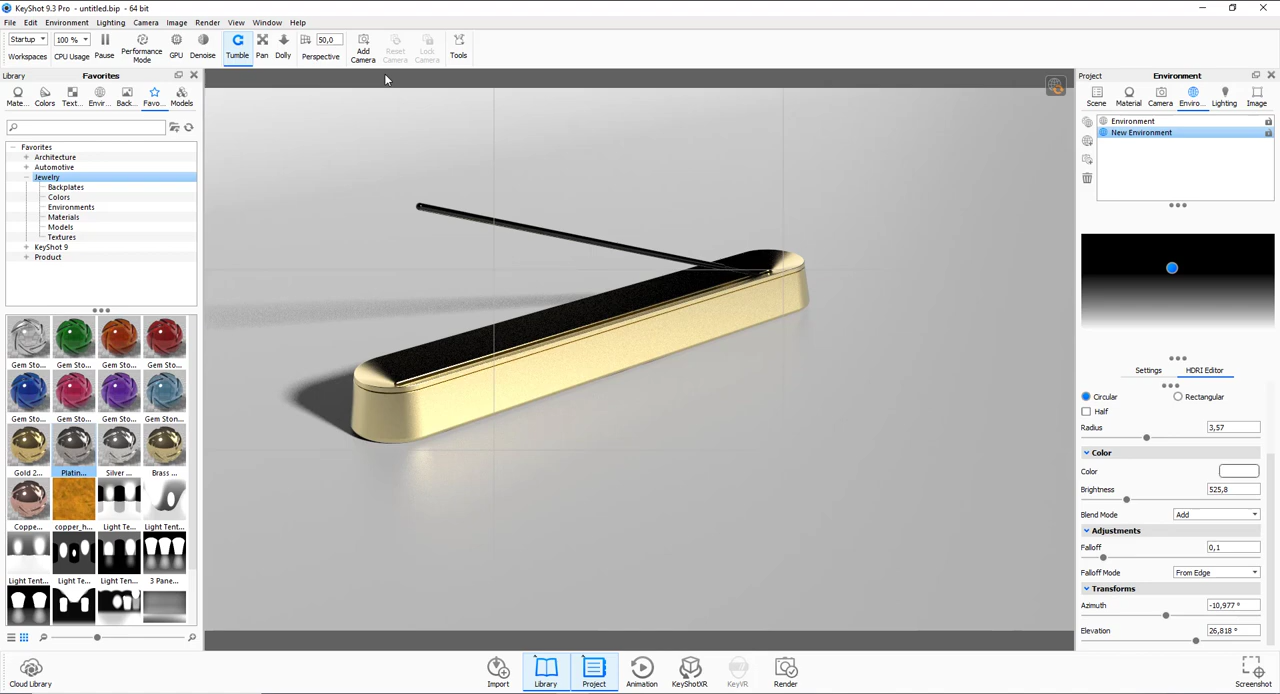 KeyShot 9.3 Pro - untitled.bip - 64 bit
File Edit Environment Lighting Camera Image Render View Window Help
Startup 100 % 50,0
Workspaces CPU Usage Pause Performance Mode GPU Denoise Tumble Pan Dolly Perspective Add Camera Reset Camera Lock Camera Tools
Library Favorites
Mate... Colors Text... Envir... Back... Favo... Models
Favorites
Architecture
Automotive
Jewelry
Backplates
Colors
Environments
Materials
Models
Textures
KeyShot 9
Product
Gem Sto... Gem Sto... Gem Sto... Gem Sto...
Gem Sto... Gem Sto... Gem Sto... Gem Ston...
Gold 2... Platin... Silver ... Brass ...
Coppe... copper_h... Light Te... Light Tent...
Light Tent... Light Te... Light Ten... 3 Pane...
Project Environment
Scene Material Camera Enviro... Lighting Image
Environment
New Environment
Settings HDRI Editor
Circular Rectangular
Half
Radius 3,57
Color
Color
Brightness 525,8
Blend Mode Add
Adjustments
Falloff 0,1
Falloff Mode From Edge
Transforms
Azimuth -10,977 °
Elevation 26,818 °
Cloud Library Import Library Project Animation KeyShotXR KeyVR Render Screenshot